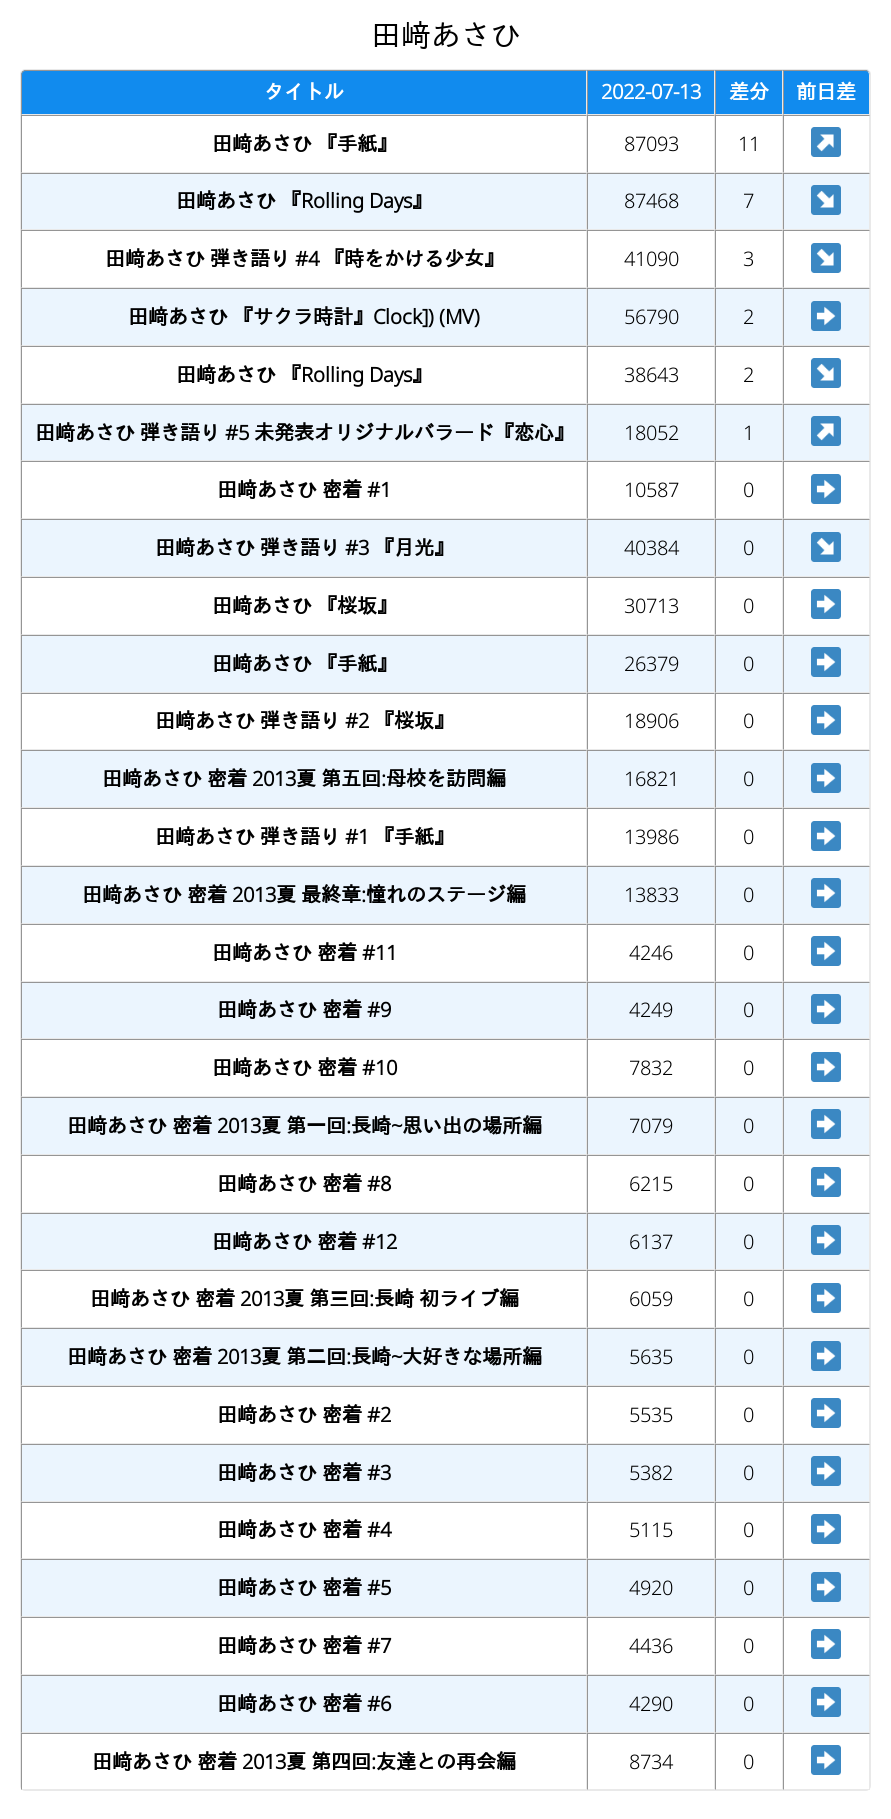 田﨑あさひ
タイトル 2022-07-13 差分 前日差
田﨑あさひ 『手紙』 87093 11
田﨑あさひ 『Rolling Days』 87468 7
田﨑あさひ 弾き語り #4 『時をかける少女』 41090 3
田﨑あさひ 『サクラ時計』Clock]) (MV) 56790 2
田﨑あさひ 『Rolling Days』 38643 2
田﨑あさひ 弾き語り #5 未発表オリジナルバラード『恋心』 18052 1
田﨑あさひ 密着 #1 10587 0
田﨑あさひ 弾き語り #3 『月光』 40384 0
田﨑あさひ 『桜坂』 30713 0
田﨑あさひ 『手紙』 26379 0
田﨑あさひ 弾き語り #2 『桜坂』 18906 0
田﨑あさひ 密着 2013夏 第五回:母校を訪問編 16821 0
田﨑あさひ 弾き語り #1 『手紙』 13986 0
田﨑あさひ 密着 2013夏 最終章:憧れのステージ編 13833 0
田﨑あさひ 密着 #11 4246 0
田﨑あさひ 密着 #9 4249 0
田﨑あさひ 密着 #10 7832 0
田﨑あさひ 密着 2013夏 第一回:長崎~思い出の場所編 7079 0
田﨑あさひ 密着 #8 6215 0
田﨑あさひ 密着 #12 6137 0
田﨑あさひ 密着 2013夏 第三回:長崎 初ライブ編 6059 0
田﨑あさひ 密着 2013夏 第二回:長崎~大好きな場所編 5635 0
田﨑あさひ 密着 #2 5535 0
田﨑あさひ 密着 #3 5382 0
田﨑あさひ 密着 #4 5115 0
田﨑あさひ 密着 #5 4920 0
田﨑あさひ 密着 #7 4436 0
田﨑あさひ 密着 #6 4290 0
田﨑あさひ 密着 2013夏 第四回:友達との再会編 8734 0